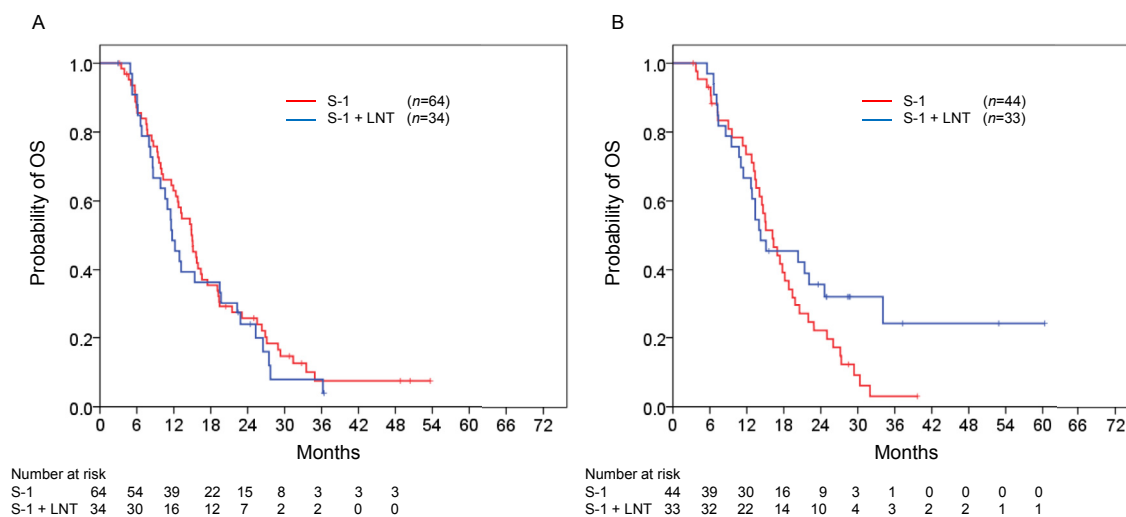 A
Probability of OS
1.0
0.8
0.6
0.4
0.2
0.0
S-1 (n=64)
S-1 + LNT (n=34)
0 6 12 18 24 30 36 42 48 54 60 66 72
Months
Number at risk
S-1 64 54 39 22 15 8 3 3 3
S-1 + LNT 34 30 16 12 7 2 2 0 0
B
Probability of OS
1.0
0.8
0.6
0.4
0.2
0.0
S-1 (n=44)
S-1 + LNT (n=33)
0 6 12 18 24 30 36 42 48 54 60 66 72
Months
Number at risk
S-1 44 39 30 16 9 3 1 0 0 0 0
S-1 + LNT 33 32 22 14 10 4 3 2 2 1 1